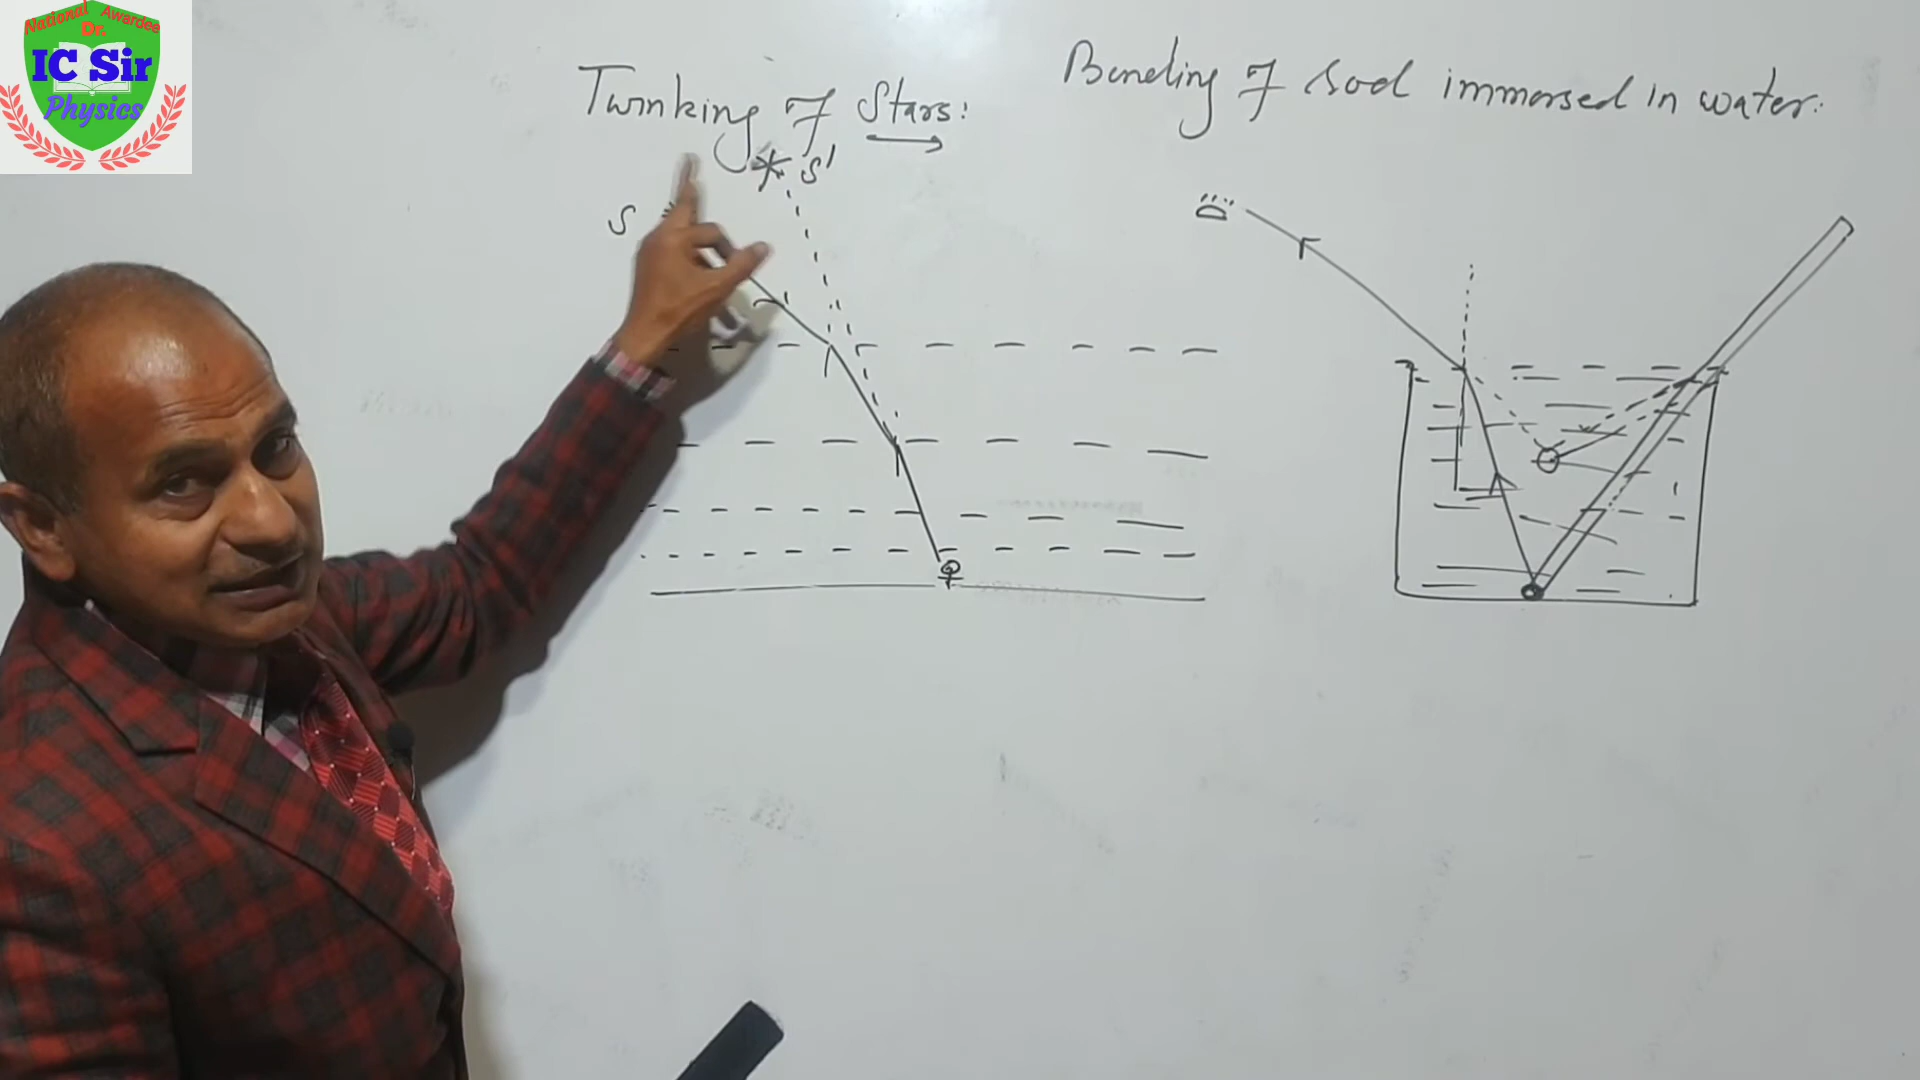 National Awardee
Dr.
IC Sir
Physics
Twinking of Stars:
Bending of Rod immersed in water:
S'
S